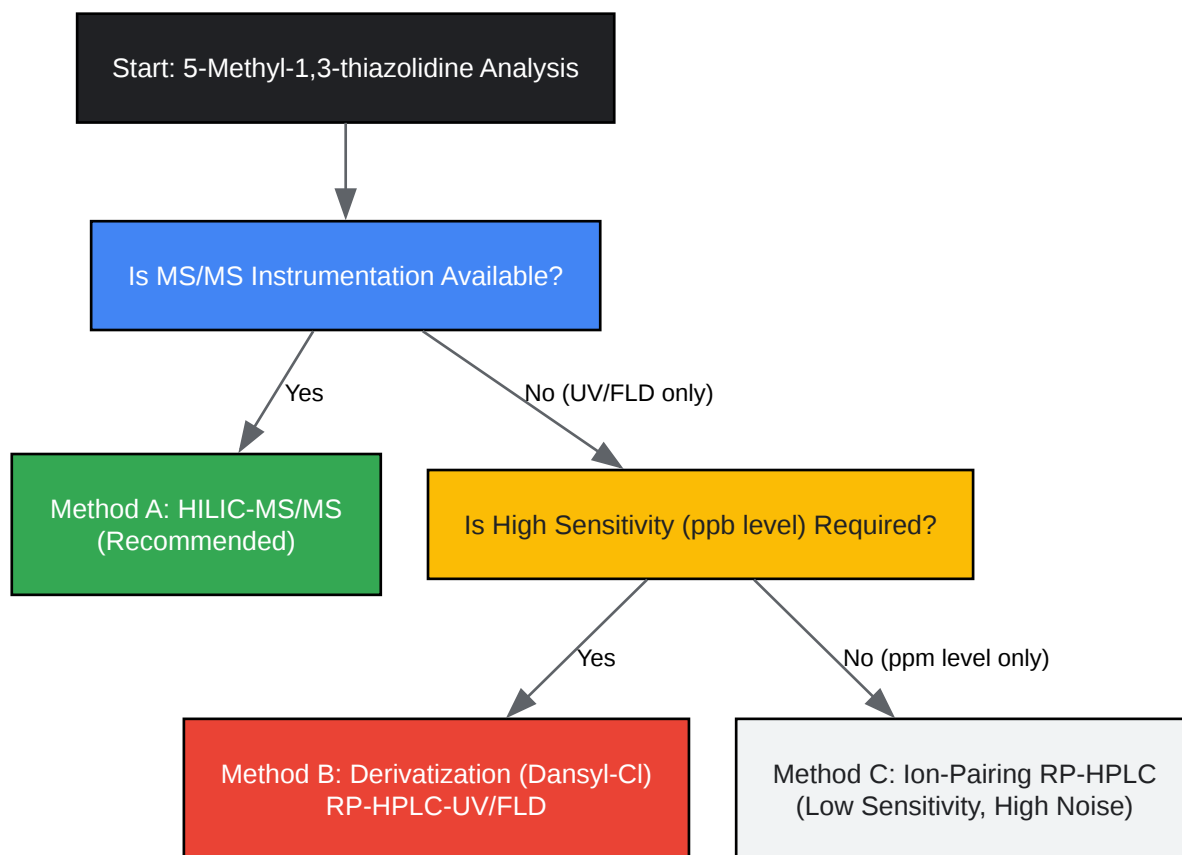 Start: 5-Methyl-1,3-thiazolidine Analysis
Is MS/MS Instrumentation Available?
Yes
No (UV/FLD only)
Method A: HILIC-MS/MS
(Recommended)
Is High Sensitivity (ppb level) Required?
Yes
No (ppm level only)
Method B: Derivatization (Dansyl-Cl)
RP-HPLC-UV/FLD
Method C: Ion-Pairing RP-HPLC
(Low Sensitivity, High Noise)